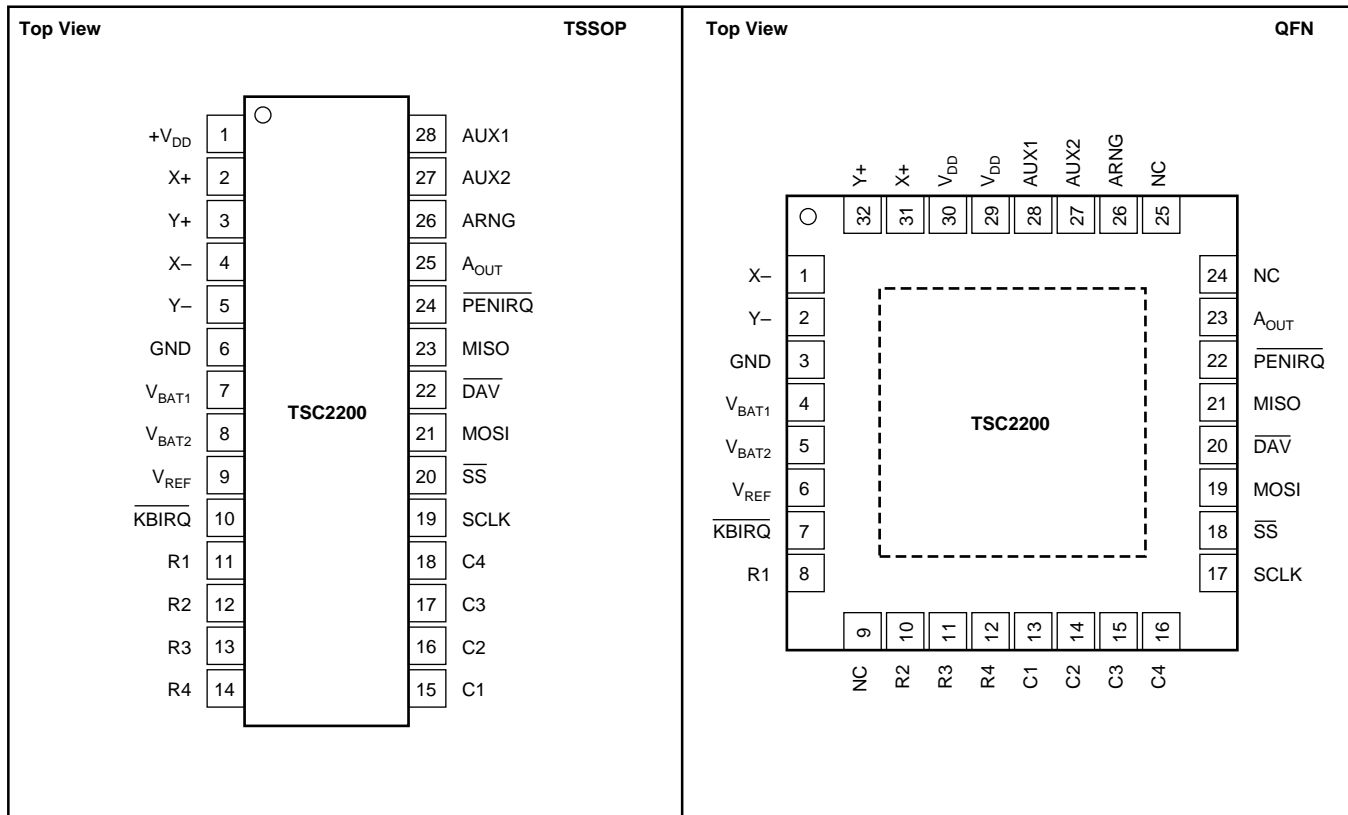 Top View TSSOP
+VDD 1 28 AUX1
X+ 2 27 AUX2
Y+ 3 26 ARNG
X– 4 25 AOUT
Y– 5 24 PENIRQ
GND 6 23 MISO
VBAT1 7 22 DAV
TSC2200
VBAT2 8 21 MOSI
VREF 9 20 SS
KBIRQ 10 19 SCLK
R1 11 18 C4
R2 12 17 C3
R3 13 16 C2
R4 14 15 C1
Top View QFN
Y+ X+ VDD VDD AUX1 AUX2 ARNG NC
32 31 30 29 28 27 26 25
X– 1 24 NC
Y– 2 23 AOUT
GND 3 22 PENIRQ
VBAT1 4 21 MISO
TSC2200
VBAT2 5 20 DAV
VREF 6 19 MOSI
KBIRQ 7 18 SS
R1 8 17 SCLK
9 10 11 12 13 14 15 16
NC R2 R3 R4 C1 C2 C3 C4